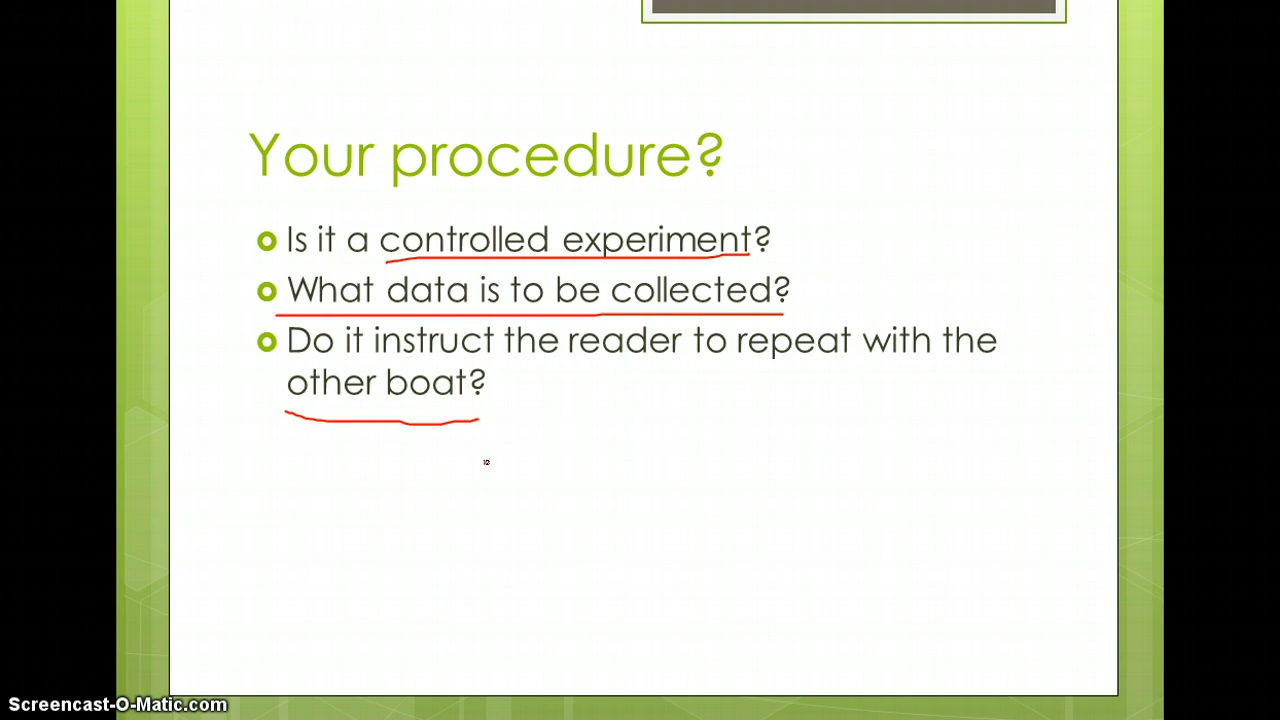 Your procedure?
Is it a controlled experiment?
What data is to be collected?
Do it instruct the reader to repeat with the
other boat?
Screencast-O-Matic.com